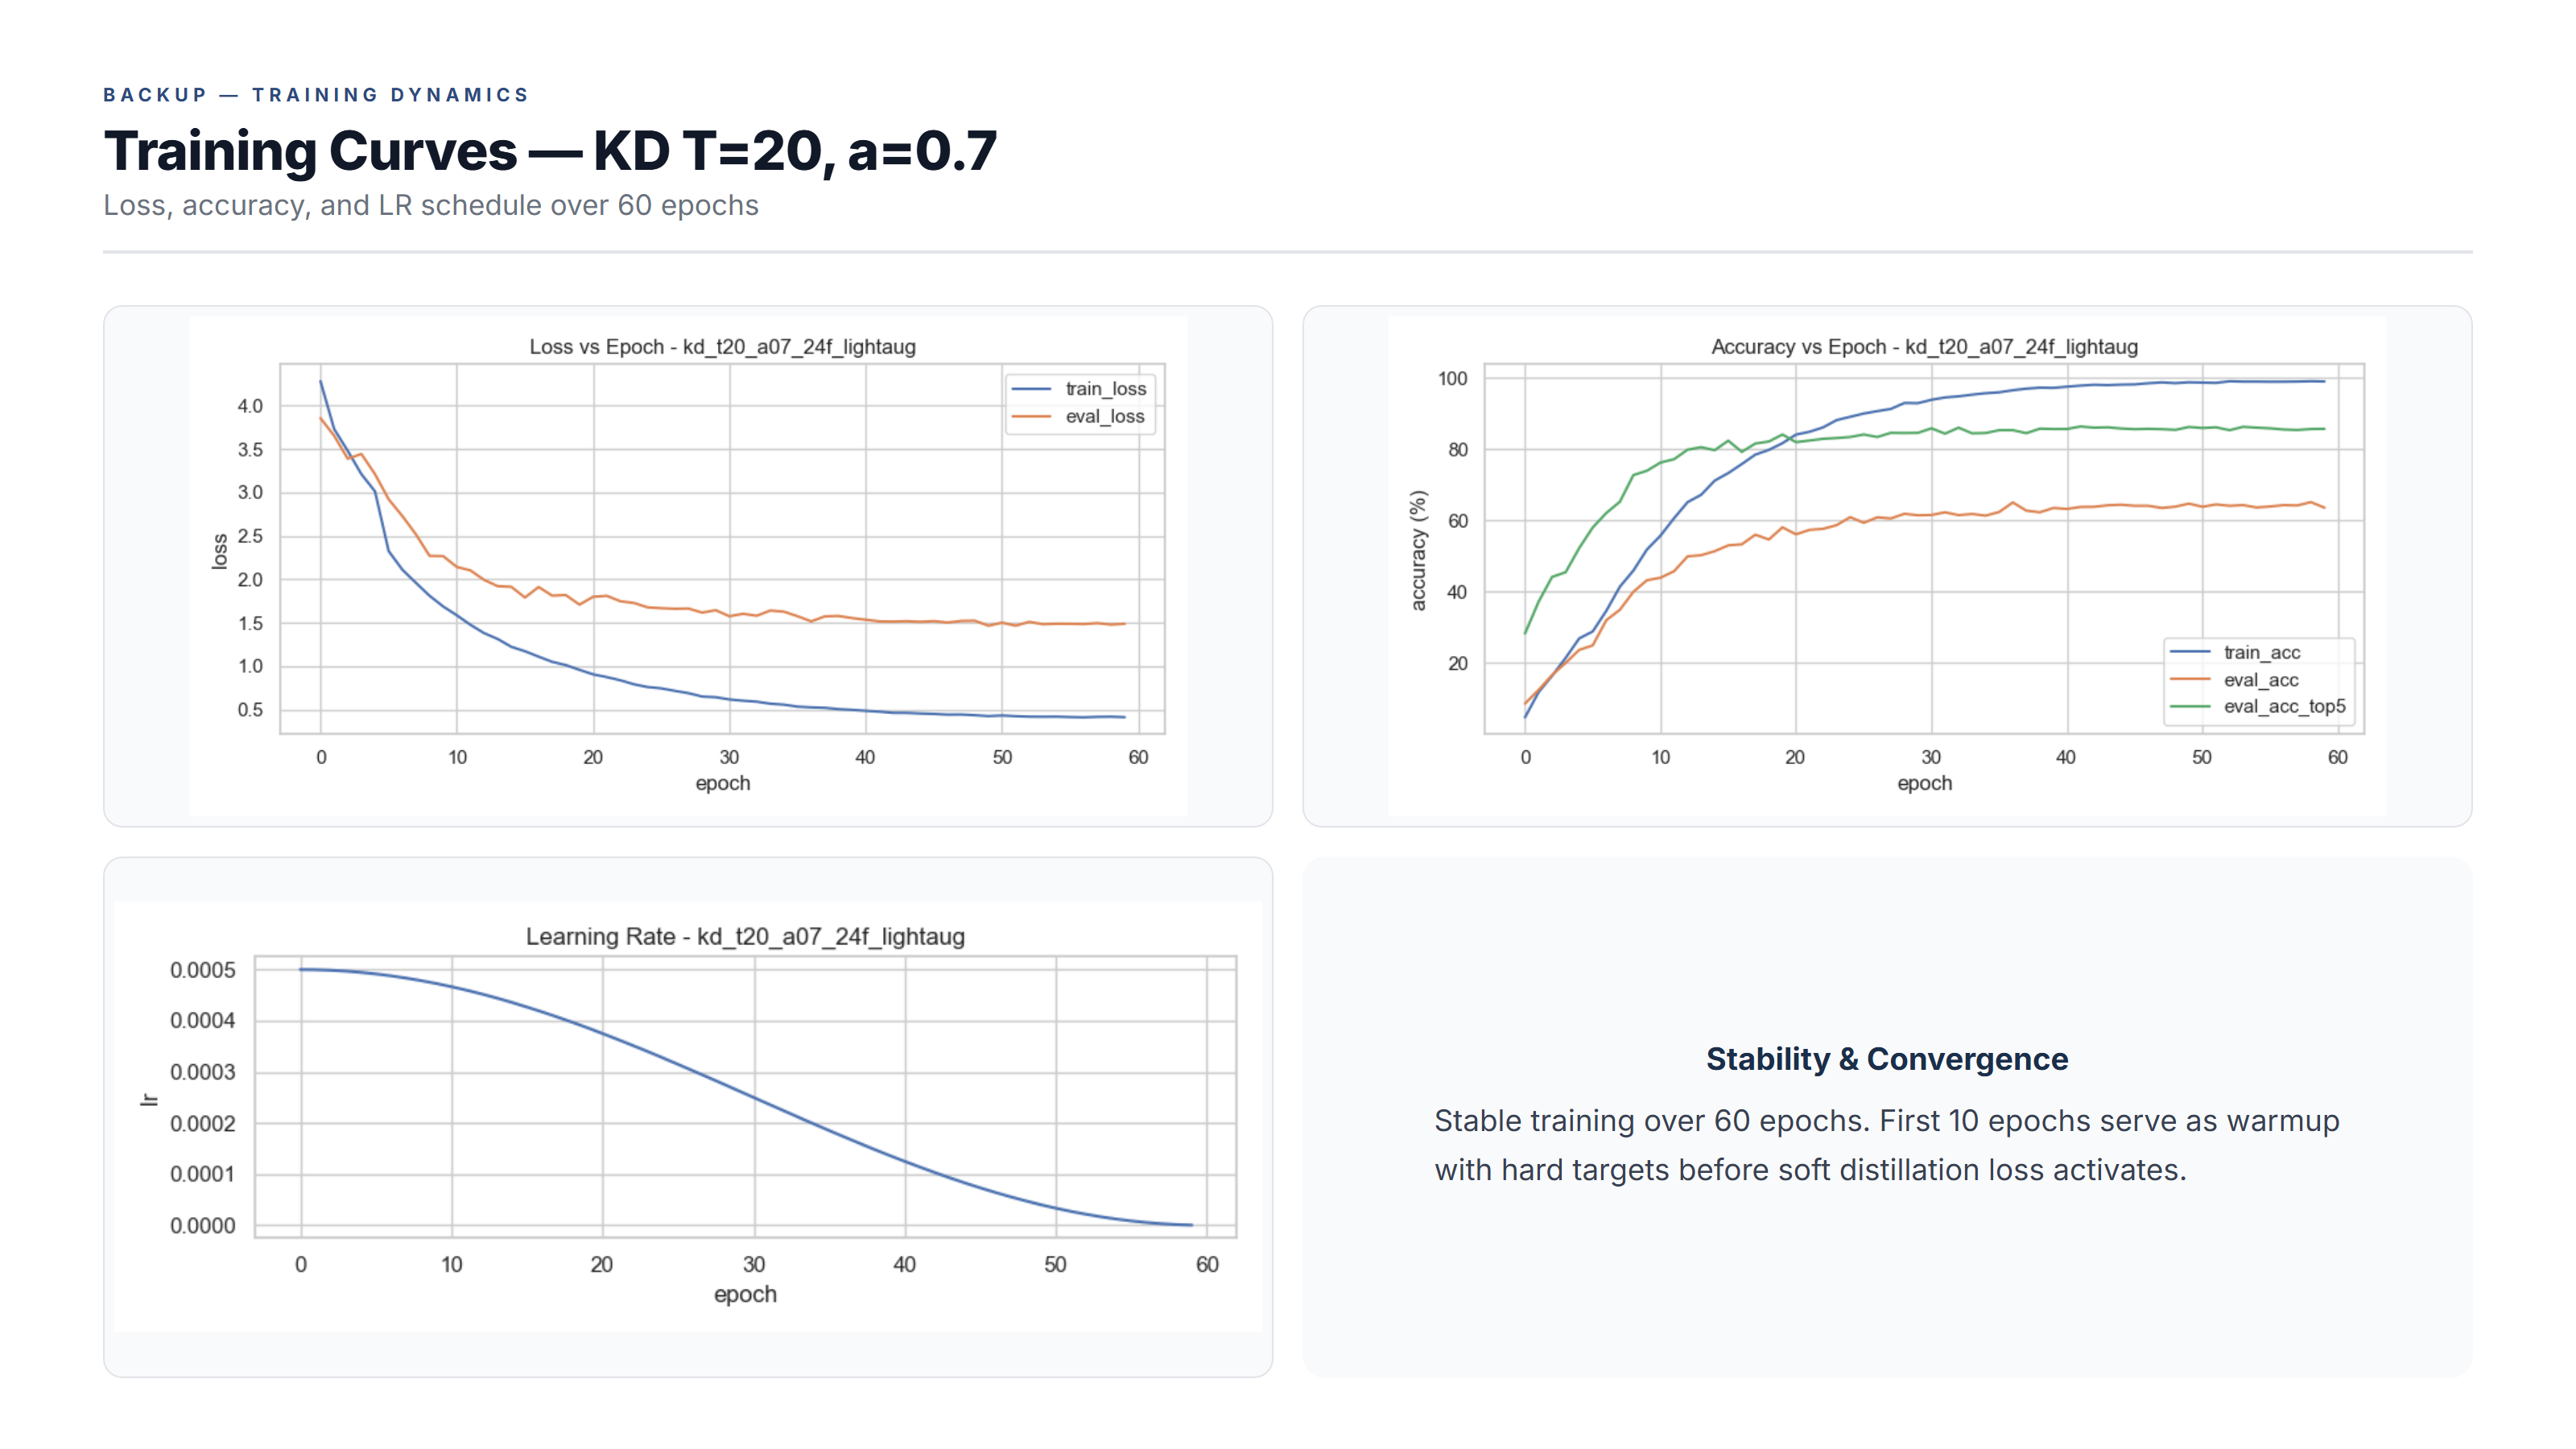 BACKUP — TRAINING DYNAMICS
Training Curves — KD T=20, a=0.7
Loss, accuracy, and LR schedule over 60 epochs
Loss vs Epoch - kd_t20_a07_24f_lightaug
train_loss
eval_loss
4.0
3.5
3.0
2.5
2.0
1.5
1.0
0.5
loss
0 10 20 30 40 50 60
epoch
Accuracy vs Epoch - kd_t20_a07_24f_lightaug
100
80
60
40
20
accuracy (%)
train_acc
eval_acc
eval_acc_top5
0 10 20 30 40 50 60
epoch
Learning Rate - kd_t20_a07_24f_lightaug
0.0005
0.0004
0.0003
0.0002
0.0001
0.0000
lr
0 10 20 30 40 50 60
epoch
Stability & Convergence
Stable training over 60 epochs. First 10 epochs serve as warmup
with hard targets before soft distillation loss activates.